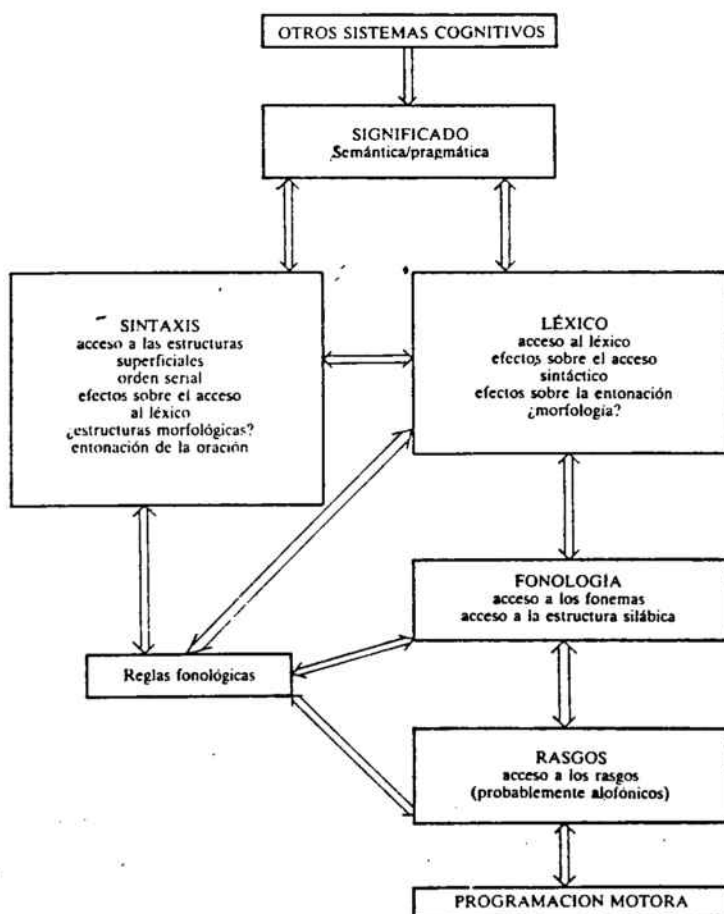 OTROS SISTEMAS COGNITIVOS
SIGNIFICADO
Semántica/pragmática
SINTAXIS
acceso a las estructuras
superficiales
orden serial
efectos sobre el acceso
al léxico
¿estructuras morfológicas?
entonación de la oración
LÉXICO
acceso al léxico
efectos sobre el acceso
sintáctico
efectos sobre la entonación
¿morfología?
FONOLOGÍA
acceso a los fonemas
acceso a la estructura silábica
Reglas fonológicas
RASGOS
acceso a los rasgos
(probablemente alofónicos)
PROGRAMACION MOTORA